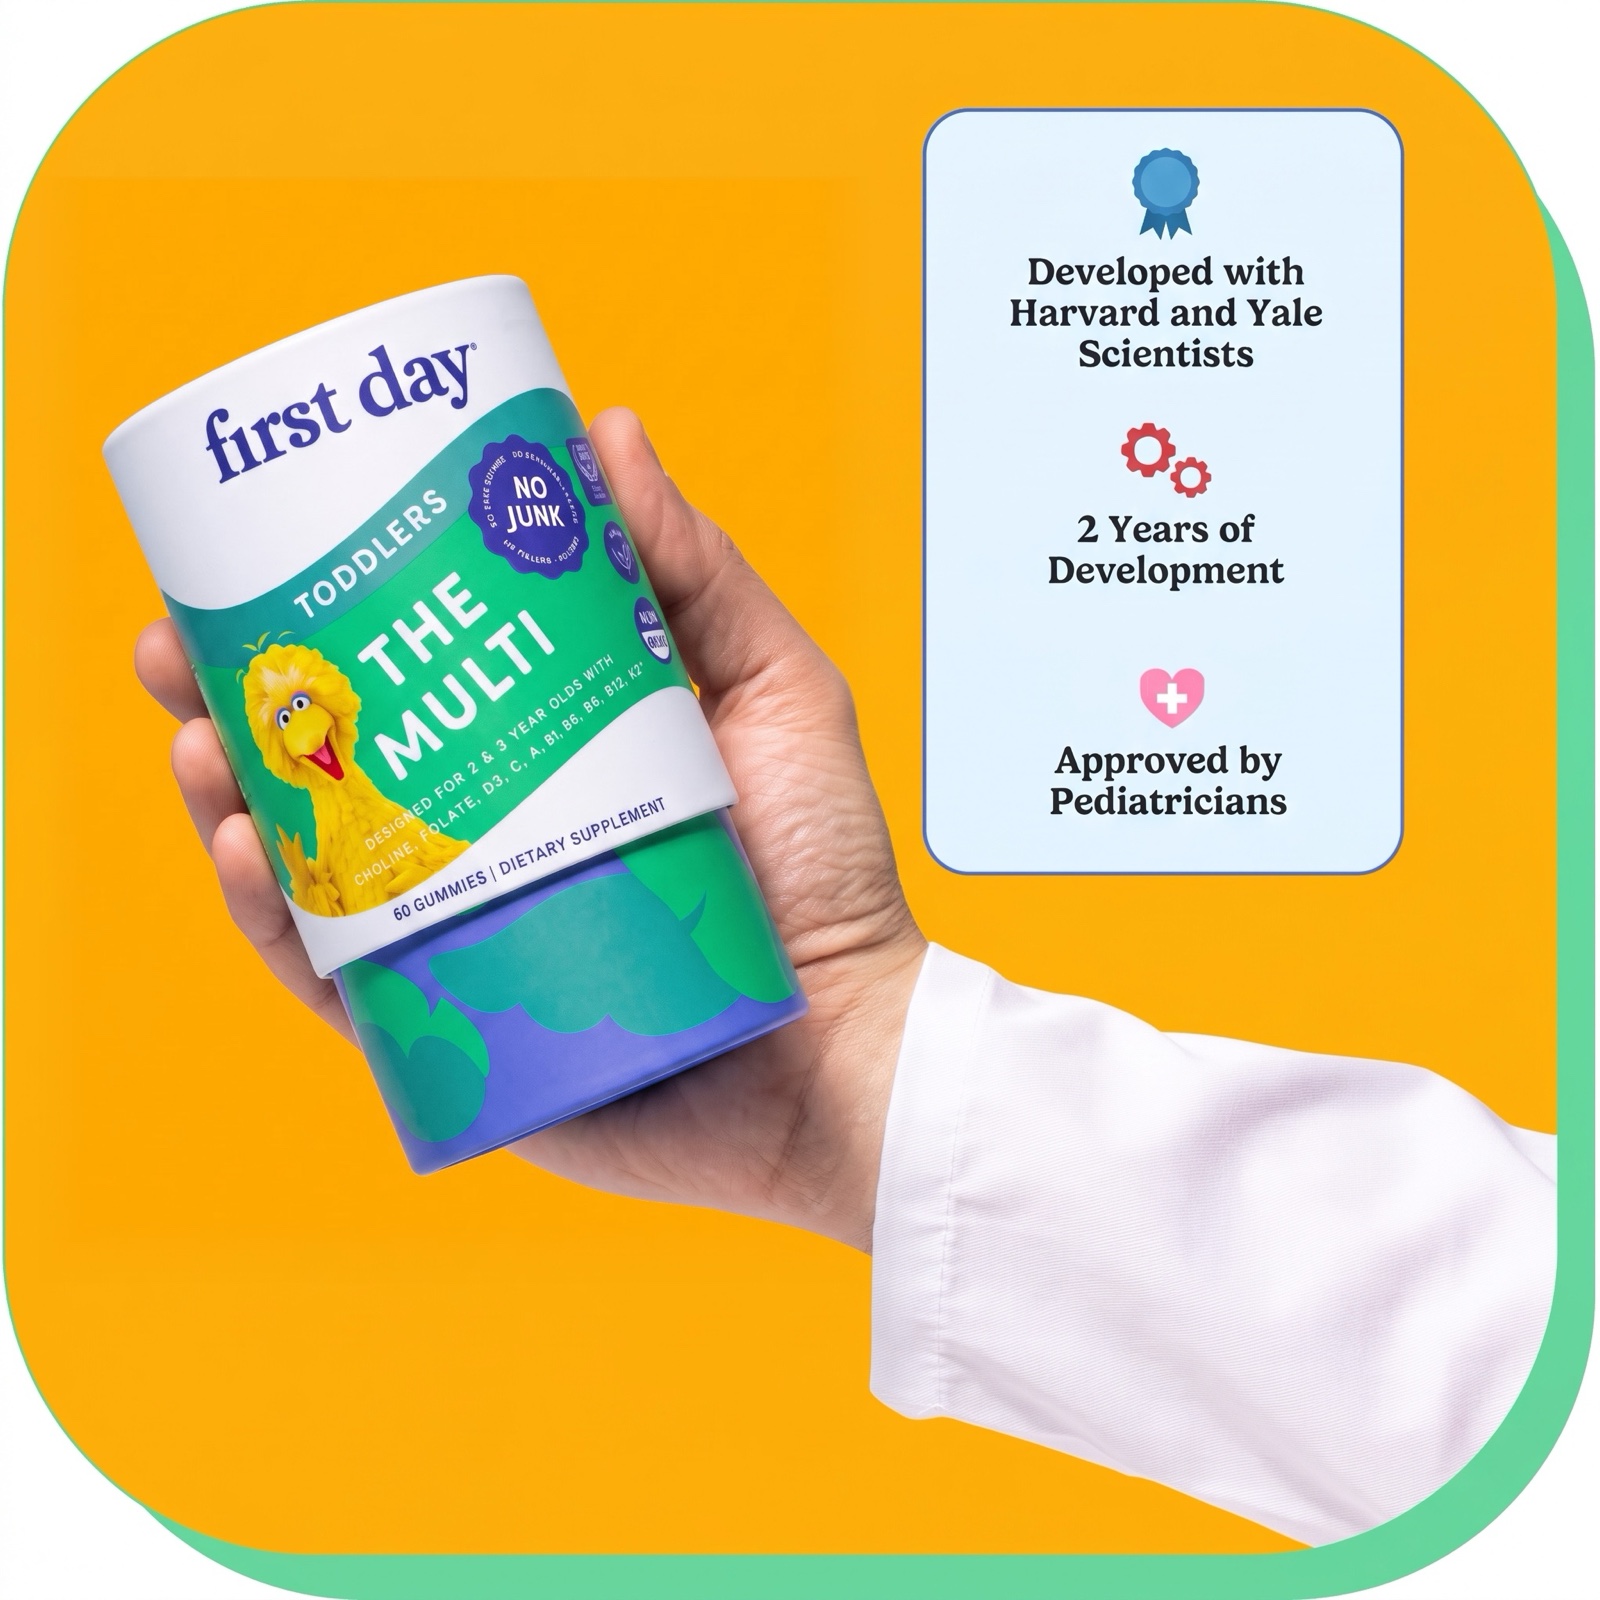 first day®
TODDLERS
NO
JUNK
THE
MULTI
DESIGNED FOR 2 & 3 YEAR OLDS WITH
CHOLINE, FOLATE, D3, C, A, B1, B6, B6, B12, K2*
60 GUMMIES | DIETARY SUPPLEMENT
Developed with
Harvard and Yale
Scientists
2 Years of
Development
Approved by
Pediatricians